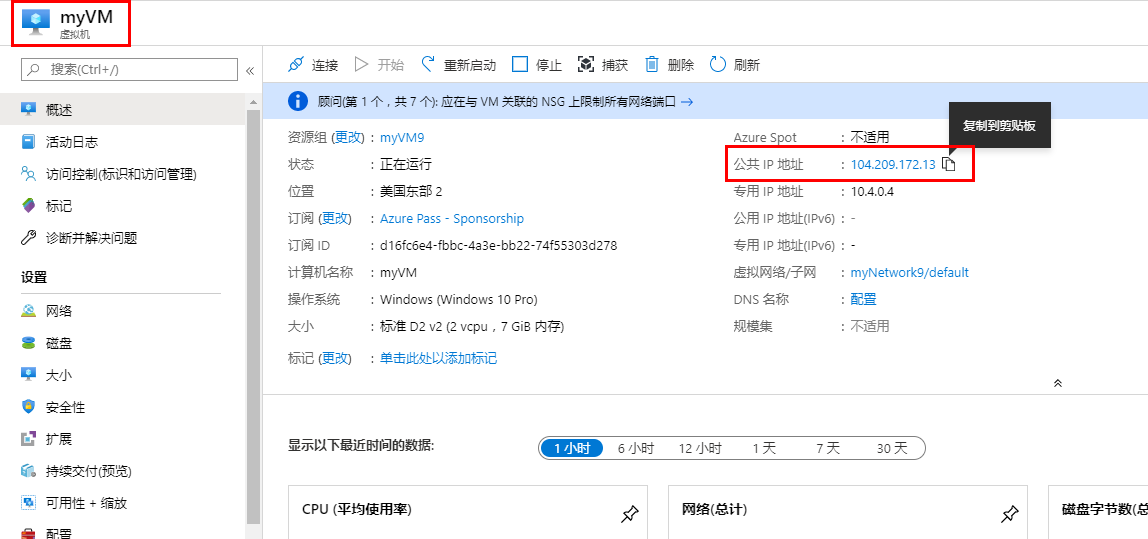 myVM
虚拟机
搜索(Ctrl+/)
«
连接
开始
重新启动
停止
捕获
删除
刷新
概述
活动日志
访问控制(标识和访问管理)
标记
诊断并解决问题
设置
网络
磁盘
大小
安全性
扩展
持续交付(预览)
可用性 + 缩放
配置
顾问(第 1 个，共 7 个): 应在与 VM 关联的 NSG 上限制所有网络端口 →
复制到剪贴板
资源组 (更改) : myVM9
状态 : 正在运行
位置 : 美国东部 2
订阅 (更改) : Azure Pass - Sponsorship
订阅 ID : d16fc6e4-fbbc-4a3e-bb22-74f55303d278
计算机名称 : myVM
操作系统 : Windows (Windows 10 Pro)
大小 : 标准 D2 v2 (2 vcpu，7 GiB 内存)
标记 (更改) : 单击此处以添加标记
Azure Spot : 不适用
公共 IP 地址 : 104.209.172.13
专用 IP 地址 : 10.4.0.4
公用 IP 地址(IPv6) : -
专用 IP 地址(IPv6) : -
虚拟网络/子网 : myNetwork9/default
DNS 名称 : 配置
规模集 : 不适用
显示以下最近时间的数据:
1 小时 6 小时 12 小时 1 天 7 天 30 天
CPU (平均使用率)
网络(总计)
磁盘字节数(总